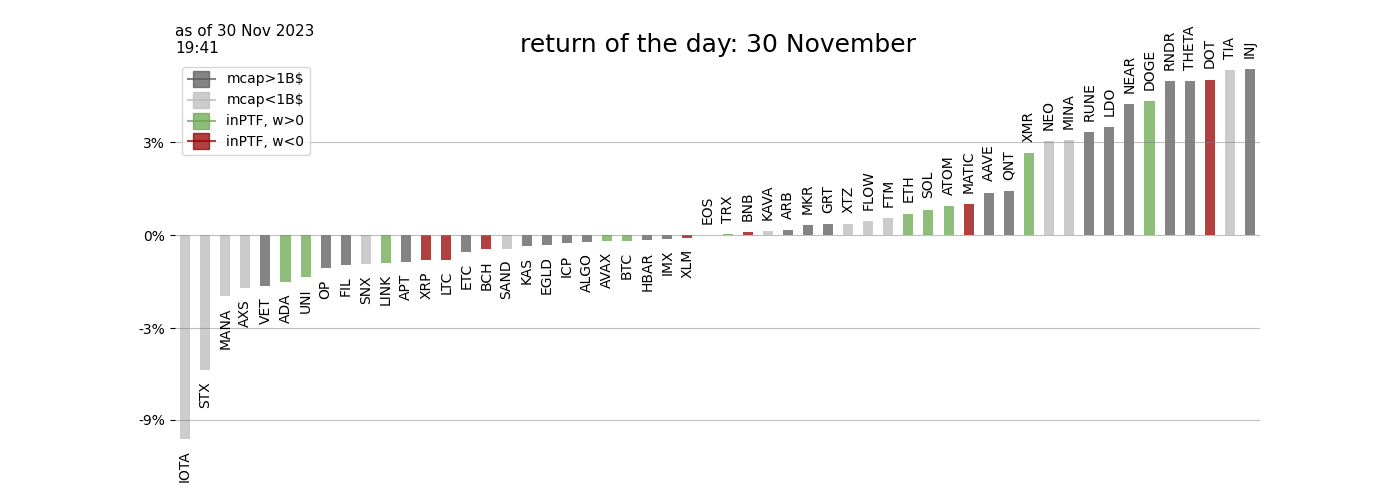 as of 30 Nov 2023
19:41
return of the day: 30 November
mcap>1B$
mcap<1B$
inPTF, w>0
inPTF, w<0
3%
0%
-3%
-9%
IOTA
STX
MANA
AXS
VET
ADA
UNI
OP
FIL
SNX
LINK
APT
XRP
LTC
ETC
BCH
SAND
KAS
EGLD
ICP
ALGO
AVAX
BTC
HBAR
IMX
XLM
EOS
TRX
BNB
KAVA
ARB
MKR
GRT
XTZ
FLOW
FTM
ETH
SOL
ATOM
MATIC
AAVE
QNT
XMR
NEO
MINA
RUNE
LDO
NEAR
DOGE
RNDR
THETA
DOT
TIA
INJ